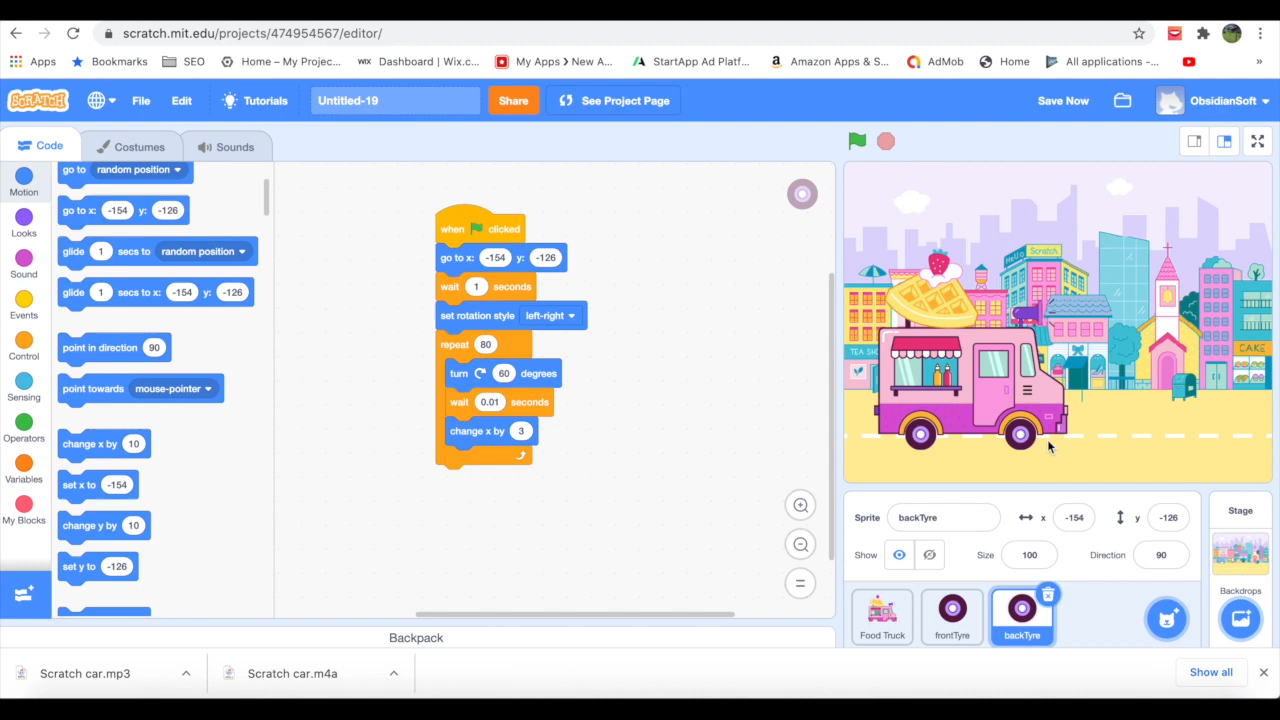 scratch.mit.edu/projects/474954567/editor/
Apps Bookmarks SEO Home – My Projec... WIX Dashboard | Wix.c... My Apps > New A... StartApp Ad Platf... Amazon Apps & S... AdMob Home All applications -... »
SCRATCH File Edit Tutorials Untitled-19 Share See Project Page Save Now ObsidianSoft
Code Costumes Sounds
Motion
Looks
Sound
Events
Control
Sensing
Operators
Variables
My Blocks
go to random position
go to x: -154 y: -126
glide 1 secs to random position
glide 1 secs to x: -154 y: -126
point in direction 90
point towards mouse-pointer
change x by 10
set x to -154
change y by 10
set y to -126
when clicked
go to x: -154 y: -126
wait 1 seconds
set rotation style left-right
repeat 80
turn 60 degrees
wait 0.01 seconds
change x by 3
Hello Scratch
TEA SHOP
CAKE
Sprite backTyre x -154 y -126
Show Size 100 Direction 90
Food Truck frontTyre backTyre
Stage
Backdrops
Backpack
Scratch car.mp3 Scratch car.m4a Show all